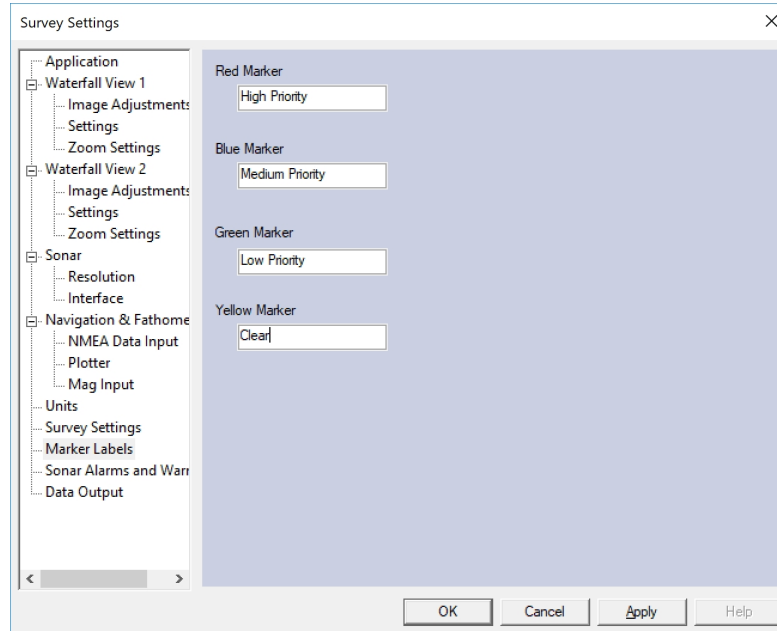 Survey Settings
Application
Waterfall View 1
Image Adjustments
Settings
Zoom Settings
Waterfall View 2
Image Adjustments
Settings
Zoom Settings
Sonar
Resolution
Interface
Navigation & Fathome
NMEA Data Input
Plotter
Mag Input
Units
Survey Settings
Marker Labels
Sonar Alarms and Warr
Data Output
Red Marker
High Priority
Blue Marker
Medium Priority
Green Marker
Low Priority
Yellow Marker
Clear
OK Cancel Apply Help